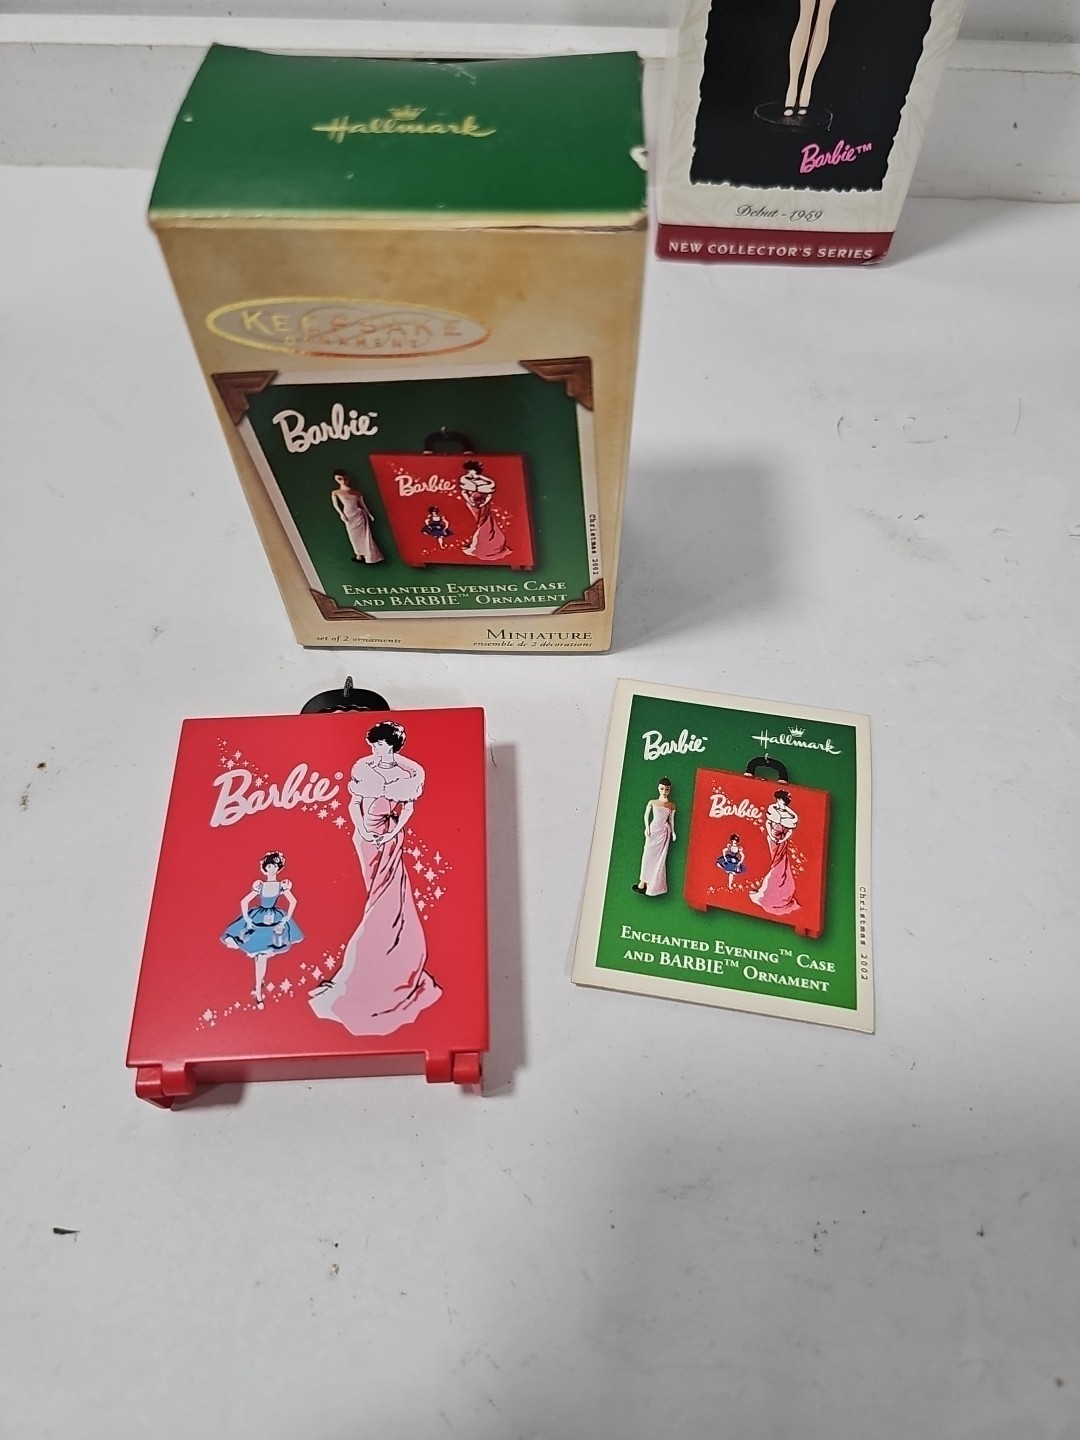 Hallmark
KEEPSAKE
ORNAMENT
Barbie™
Barbie
Christmas 2002
ENCHANTED EVENING CASE
AND BARBIE™ ORNAMENT
set of 2 ornaments
MINIATURE
ensemble de 2 décorations
Barbie™
Debut - 1959
NEW COLLECTOR'S SERIES
Barbie®
Barbie™
Hallmark
Barbie
Christmas 2002
ENCHANTED EVENING™ CASE
AND BARBIE™ ORNAMENT